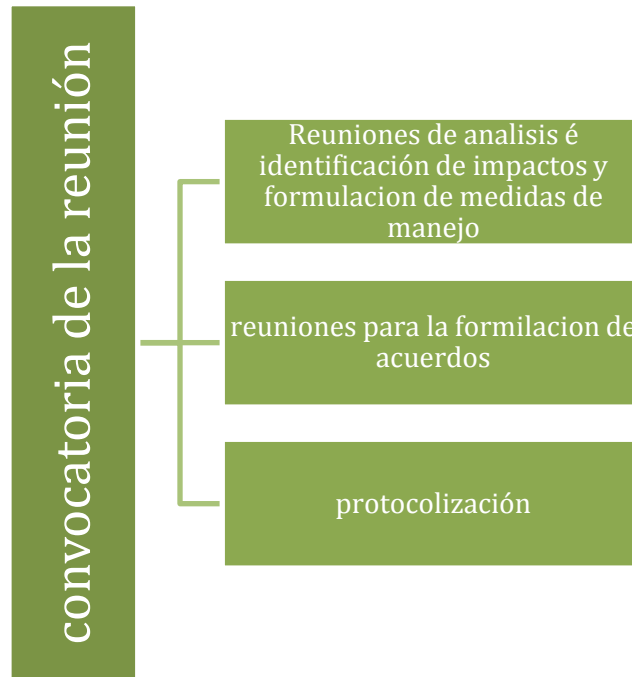 convocatoria de la reunión
Reuniones de analisis é
identificación de impactos y
formulacion de medidas de
manejo
reuniones para la formilacion de
acuerdos
protocolización